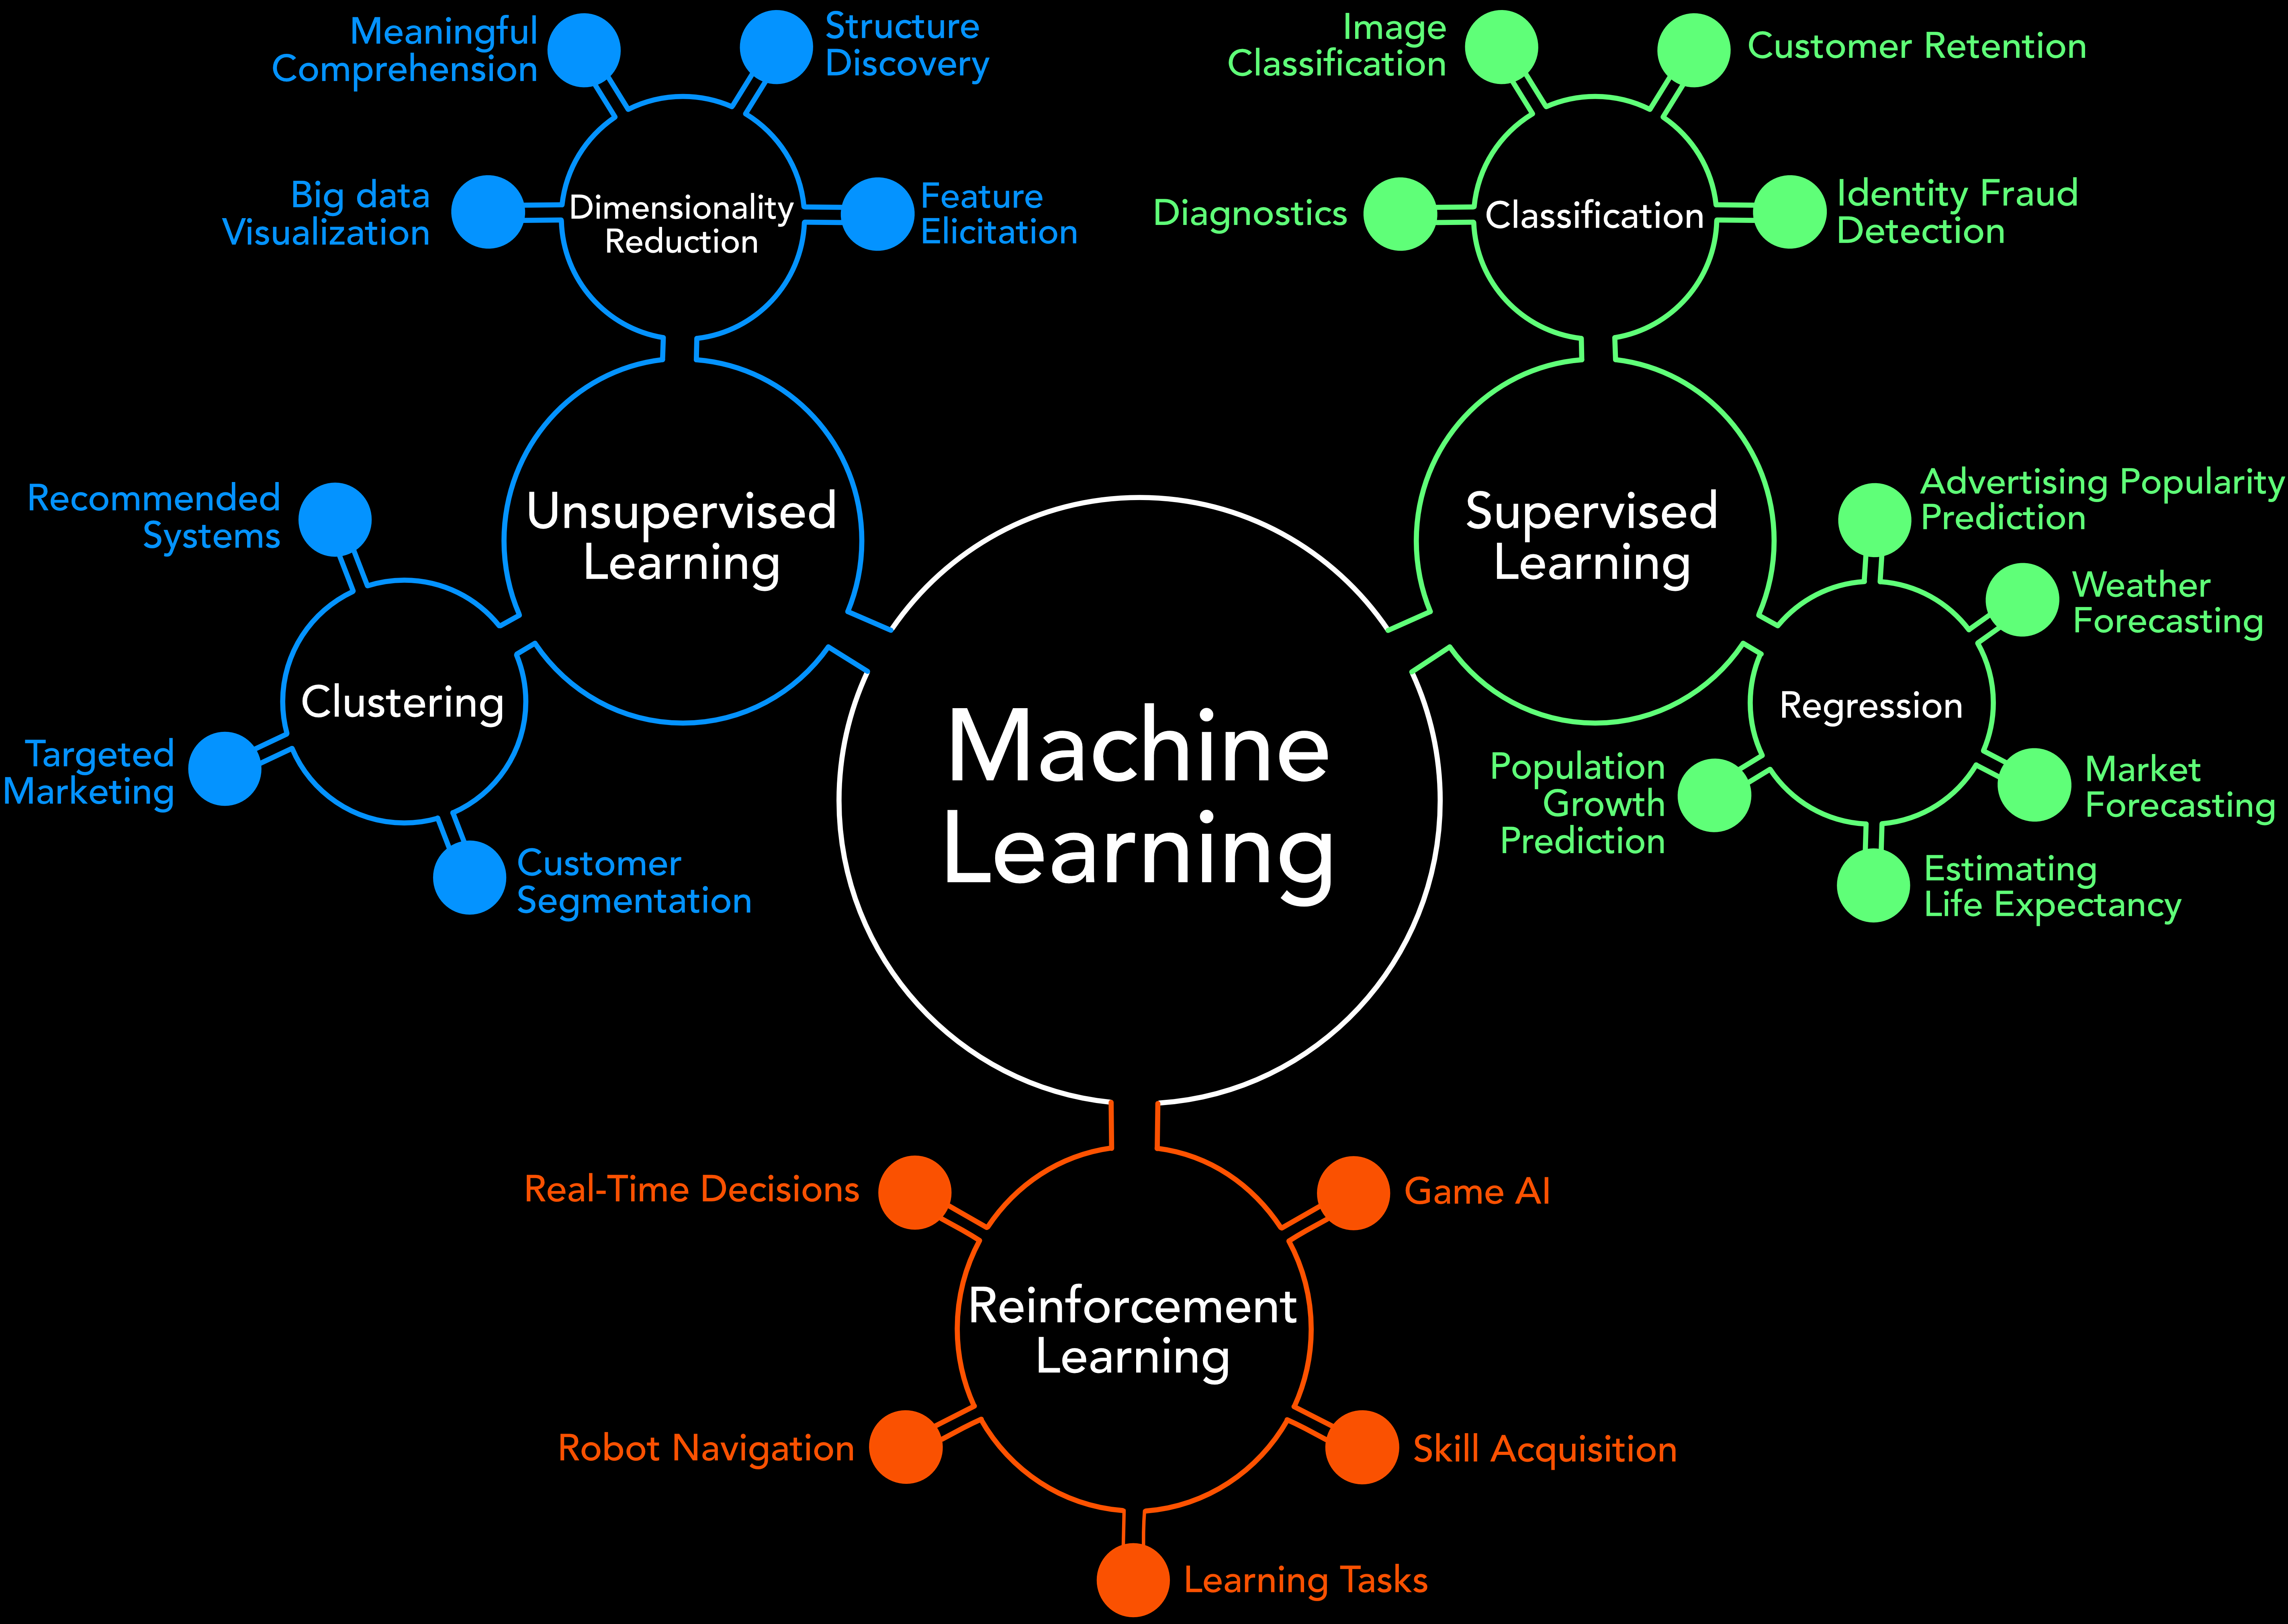 Meaningful
Comprehension
Structure
Discovery
Big data
Visualization
Dimensionality
Reduction
Feature
Elicitation
Image
Classification
Customer Retention
Diagnostics
Classification
Identity Fraud
Detection
Unsupervised
Learning
Recommended
Systems
Clustering
Targeted
Marketing
Customer
Segmentation
Machine
Learning
Supervised
Learning
Advertising Popularity
Prediction
Weather
Forecasting
Regression
Population
Growth
Prediction
Market
Forecasting
Estimating
Life Expectancy
Real-Time Decisions
Game AI
Reinforcement
Learning
Robot Navigation
Skill Acquisition
Learning Tasks